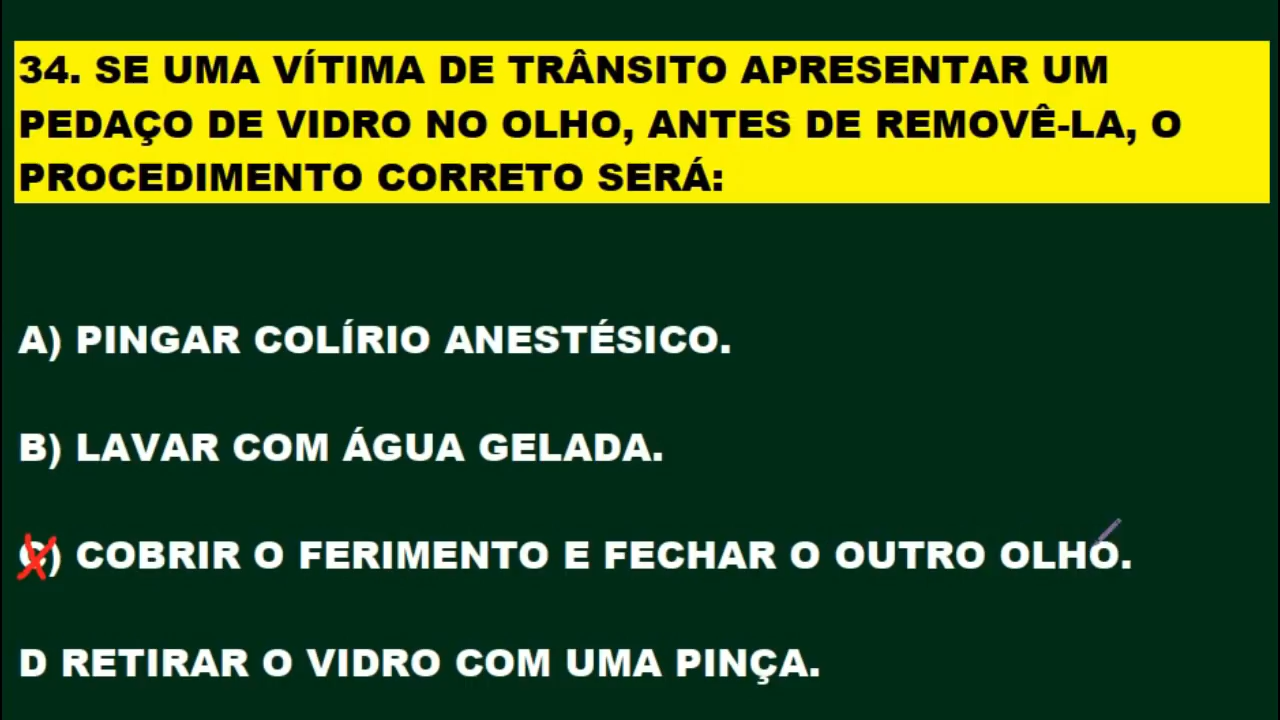 34. SE UMA VÍTIMA DE TRÂNSITO APRESENTAR UM
PEDAÇO DE VIDRO NO OLHO, ANTES DE REMOVÊ-LA, O
PROCEDIMENTO CORRETO SERÁ:
A) PINGAR COLÍRIO ANESTÉSICO.
B) LAVAR COM ÁGUA GELADA.
C) COBRIR O FERIMENTO E FECHAR O OUTRO OLHO.
D RETIRAR O VIDRO COM UMA PINÇA.